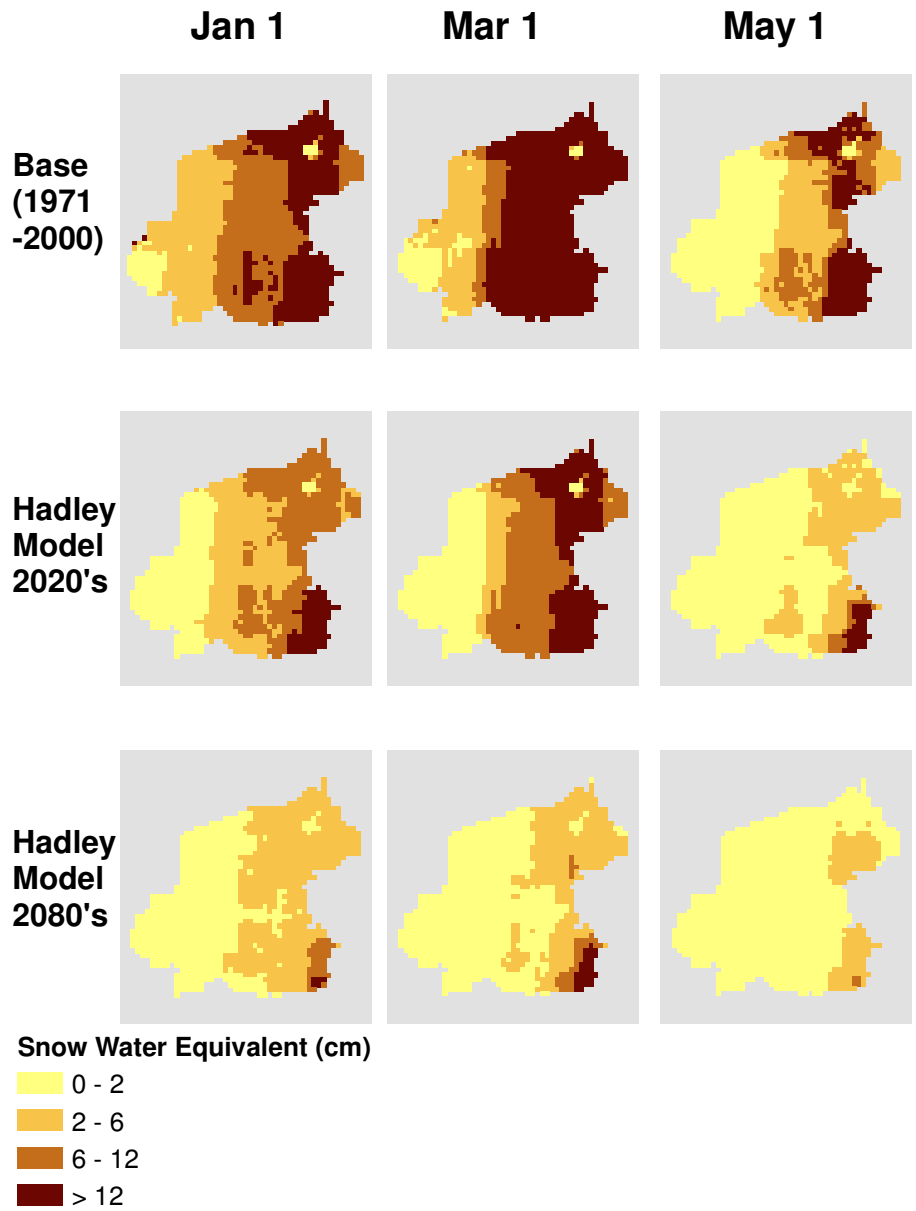 Jan 1
Mar 1
May 1
Base
(1971
-2000)
Hadley
Model
2020's
Hadley
Model
2080's
Snow Water Equivalent (cm)
0 - 2
2 - 6
6 - 12
> 12